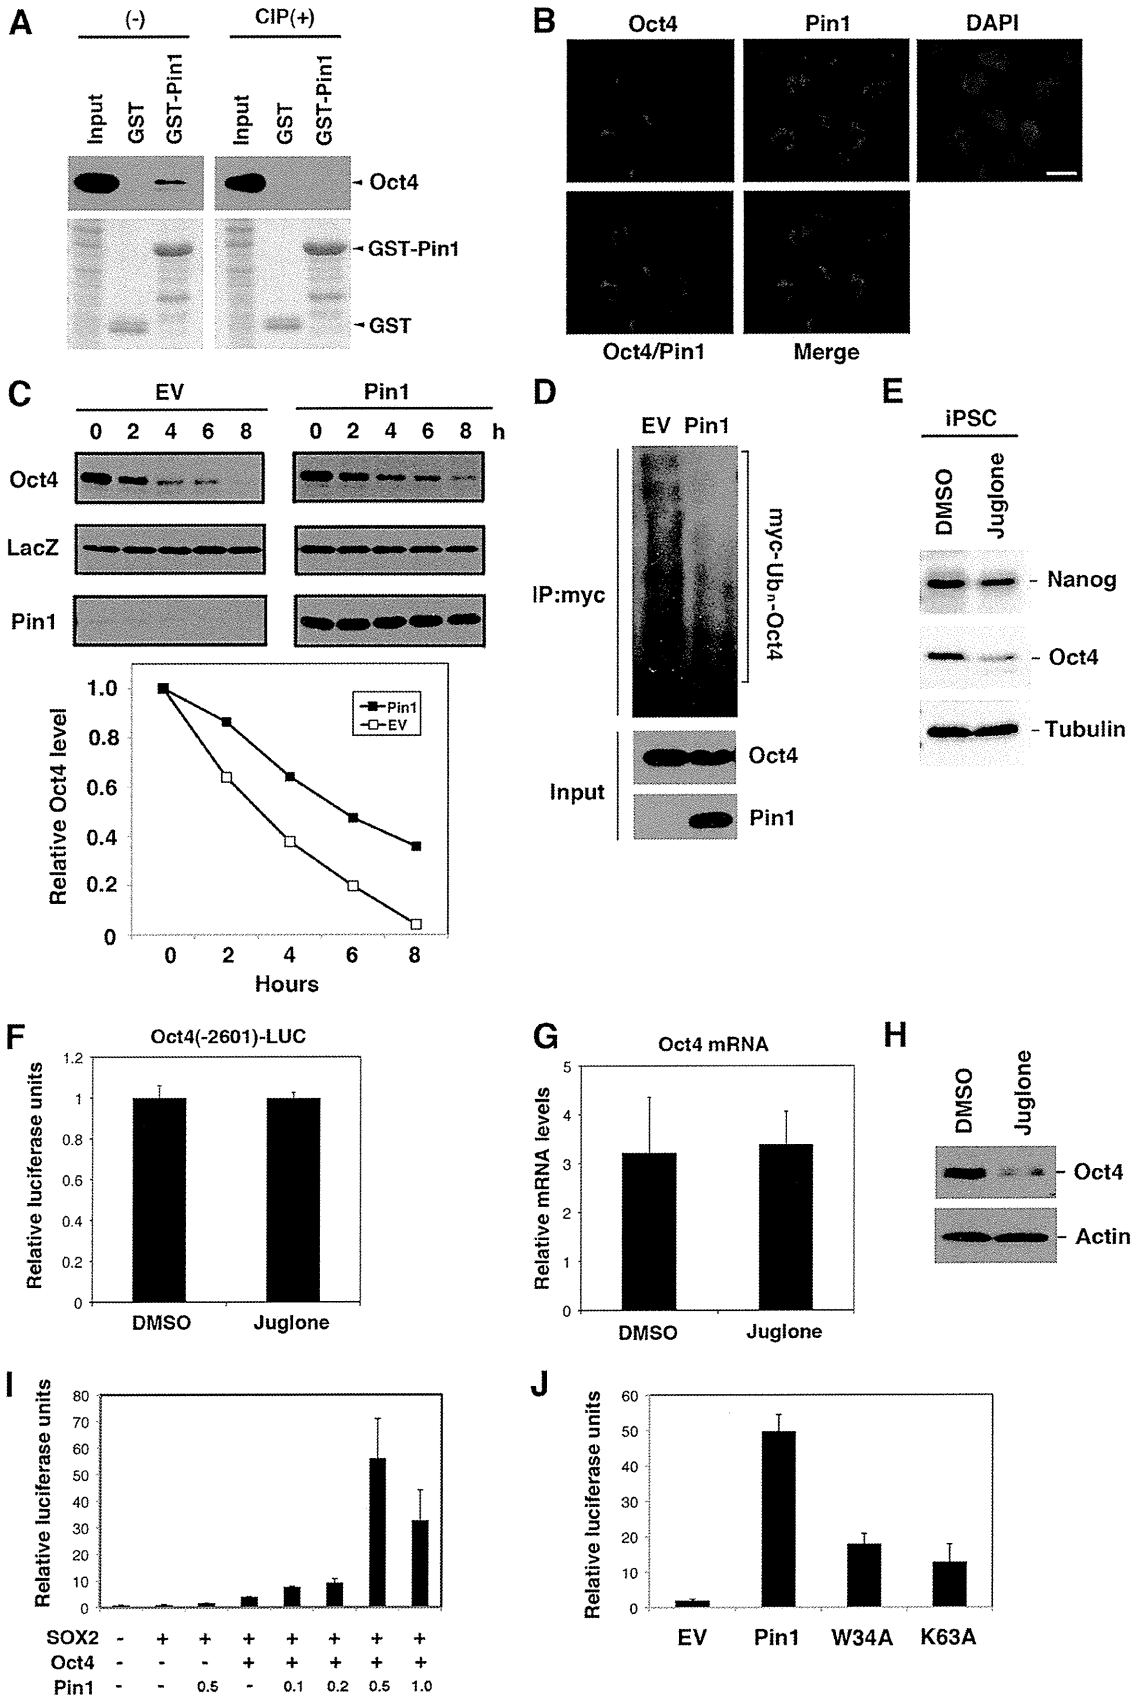 A
(-)
CIP(+)
Input
GST
GST-Pin1
Input
GST
GST-Pin1
Oct4
GST-Pin1
GST
B
Oct4
Pin1
DAPI
Oct4/Pin1
Merge
C
EV
Pin1
0 2 4 6 8
0 2 4 6 8 h
Oct4
LacZ
Pin1
Relative Oct4 level
1.0
0.8
0.6
0.4
0.2
0
Pin1
EV
0 2 4 6 8
Hours
D
EV Pin1
IP:myc
myc-Ubn-Oct4
Input
Oct4
Pin1
E
iPSC
DMSO
Juglone
Nanog
Oct4
Tubulin
F
Oct4(-2601)-LUC
Relative luciferase units
1.2
1
0.8
0.6
0.4
0.2
0
DMSO
Juglone
G
Oct4 mRNA
Relative mRNA levels
5
4
3
2
1
0
DMSO
Juglone
H
DMSO
Juglone
Oct4
Actin
I
Relative luciferase units
80
70
60
50
40
30
20
10
0
SOX2 - + + + + + + +
Oct4 - - - + + + + +
Pin1 - - 0.5 - 0.1 0.2 0.5 1.0
J
Relative luciferase units
60
50
40
30
20
10
0
EV
Pin1
W34A
K63A